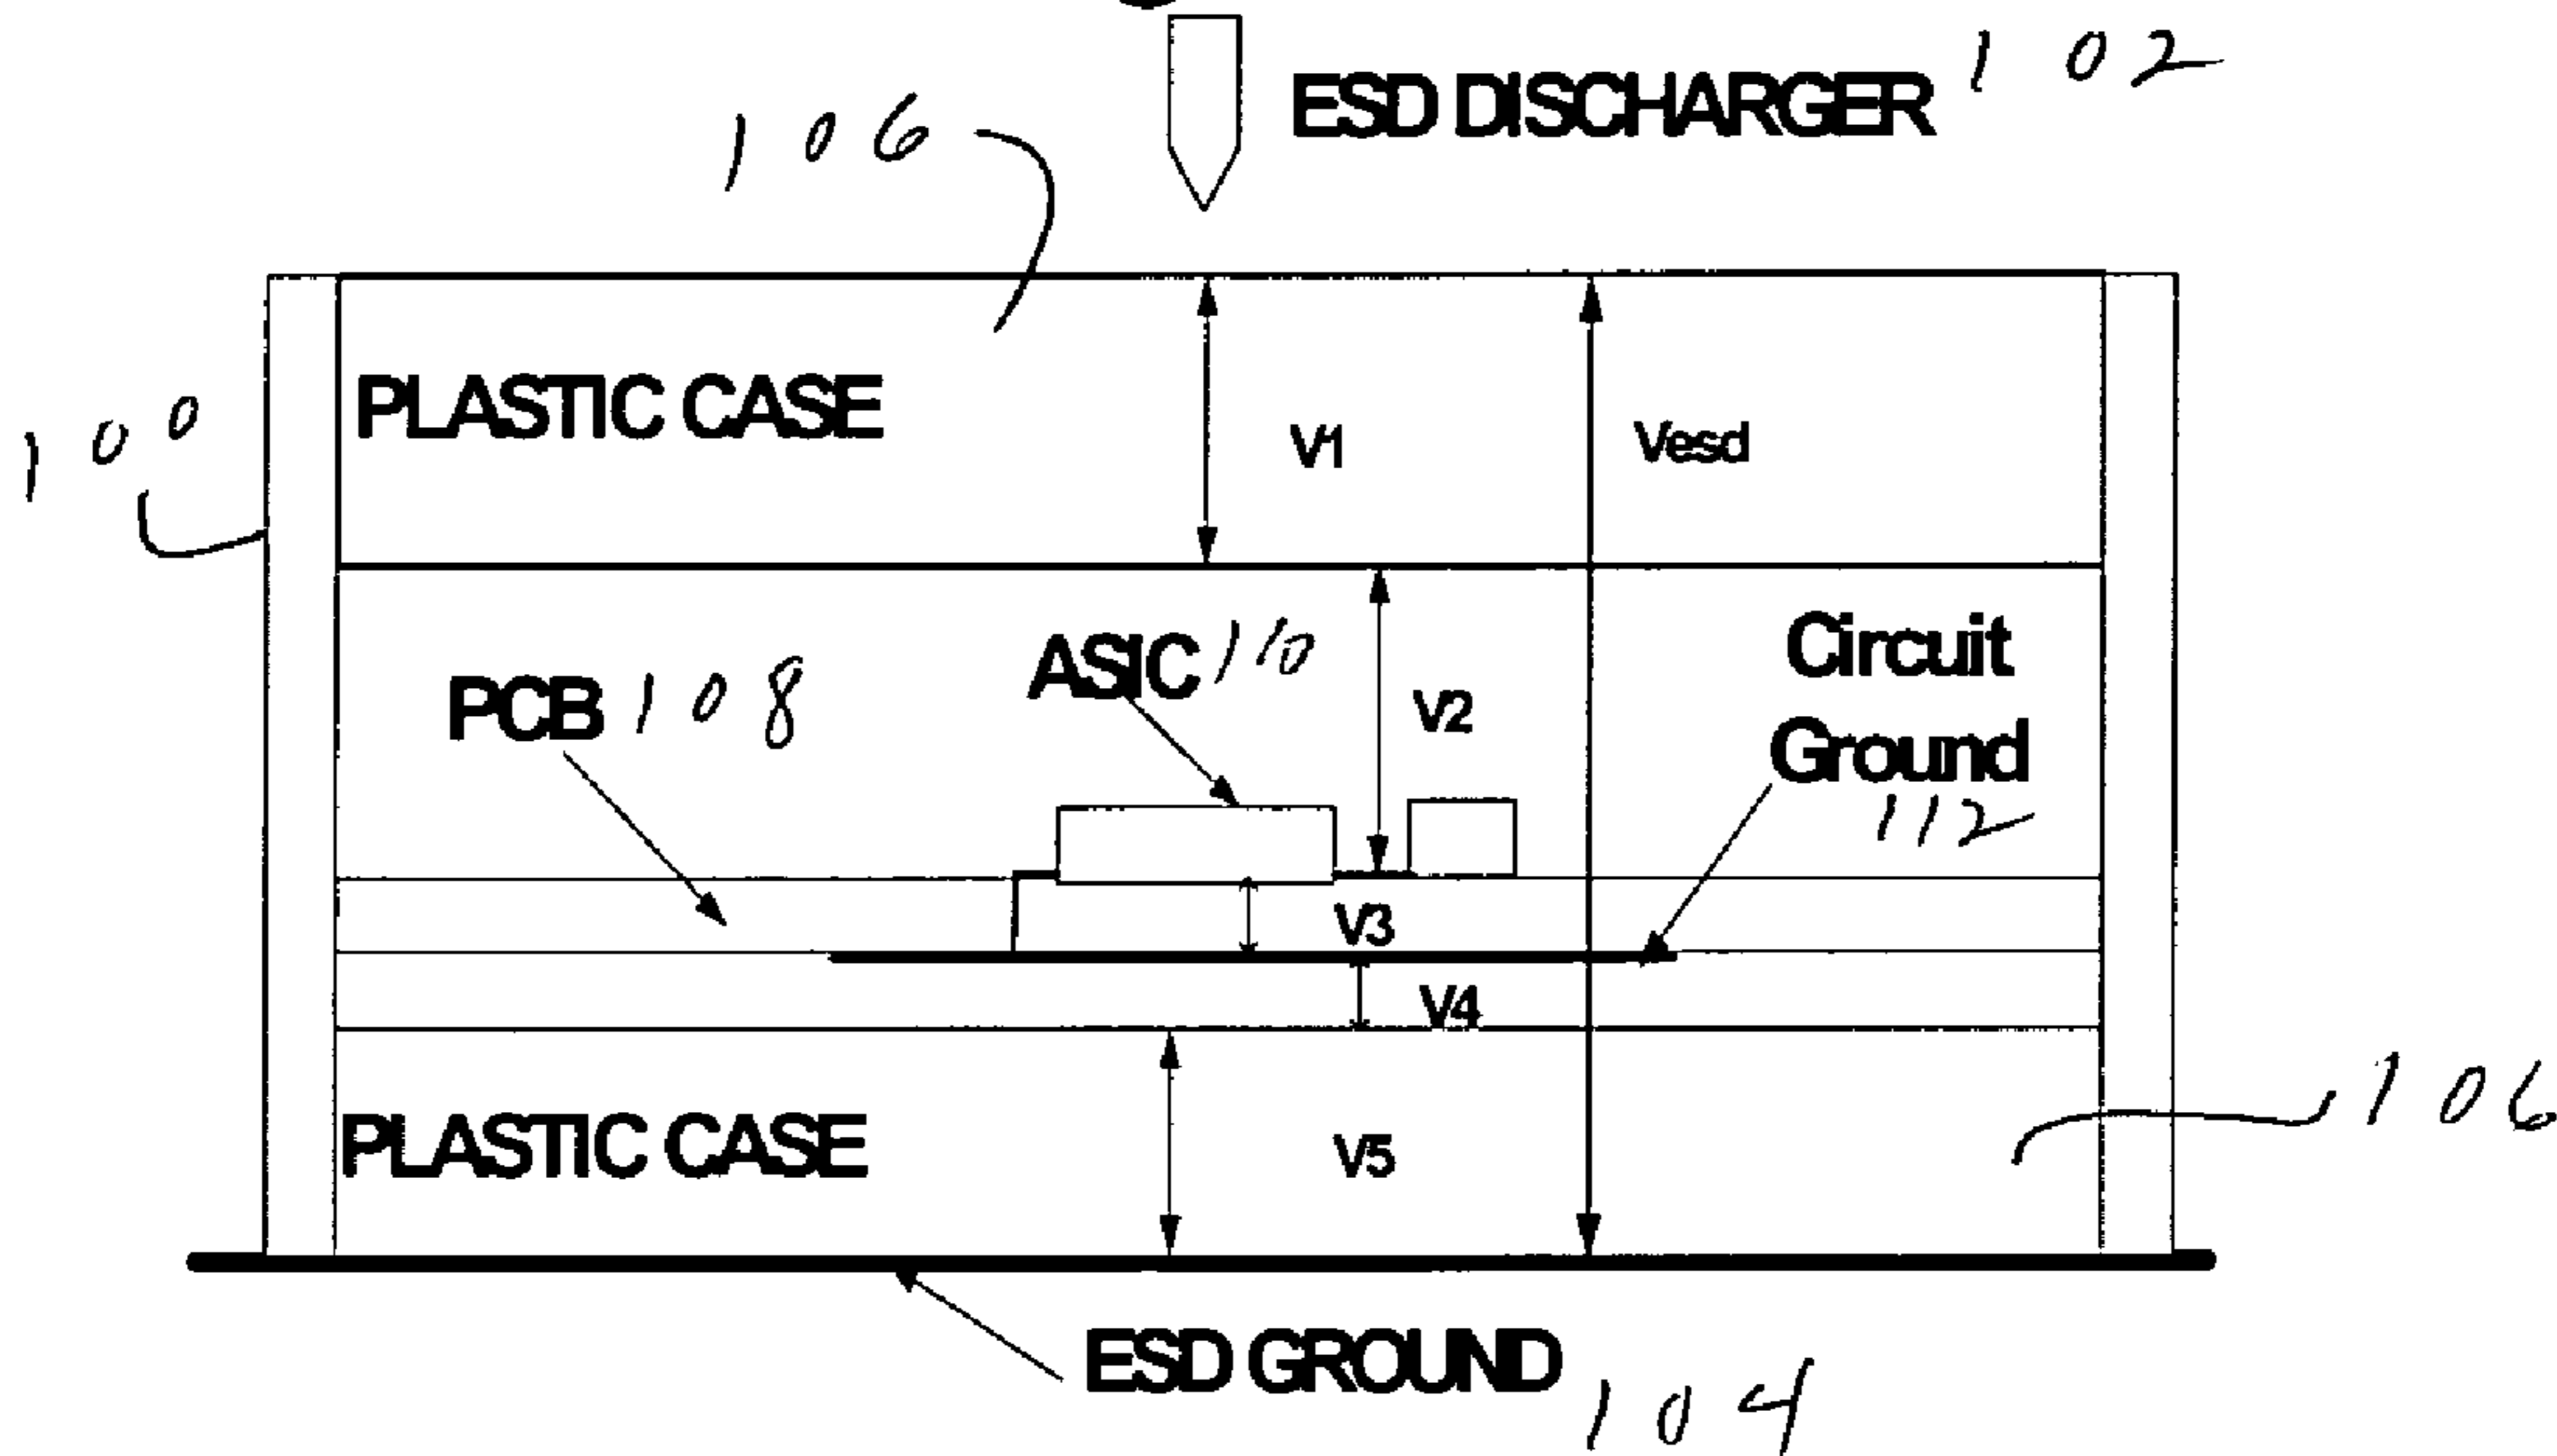 ESD DISCHARGER 102
106
PLASTIC CASE
100
V1
Vesd
PCB 108
ASIC 110
V2
Circuit
Ground
112
V3
V4
PLASTIC CASE
V5
106
ESD GROUND 104